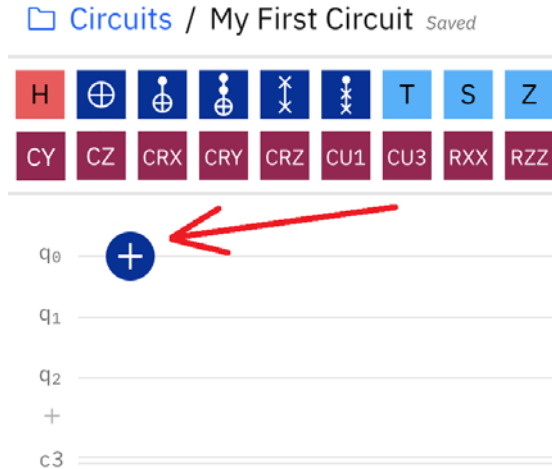 Circuits / My First Circuit Saved
H T S Z
CY CZ CRX CRY CRZ CU1 CU3 RXX RZZ
q0
q1
q2
+
c3